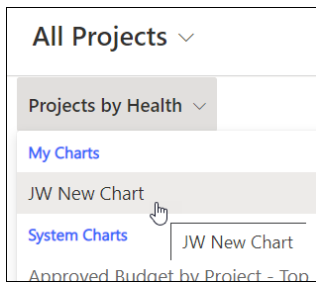 All Projects
Projects by Health
My Charts
JW New Chart
System Charts
JW New Chart
Approved Budget by Project - Top